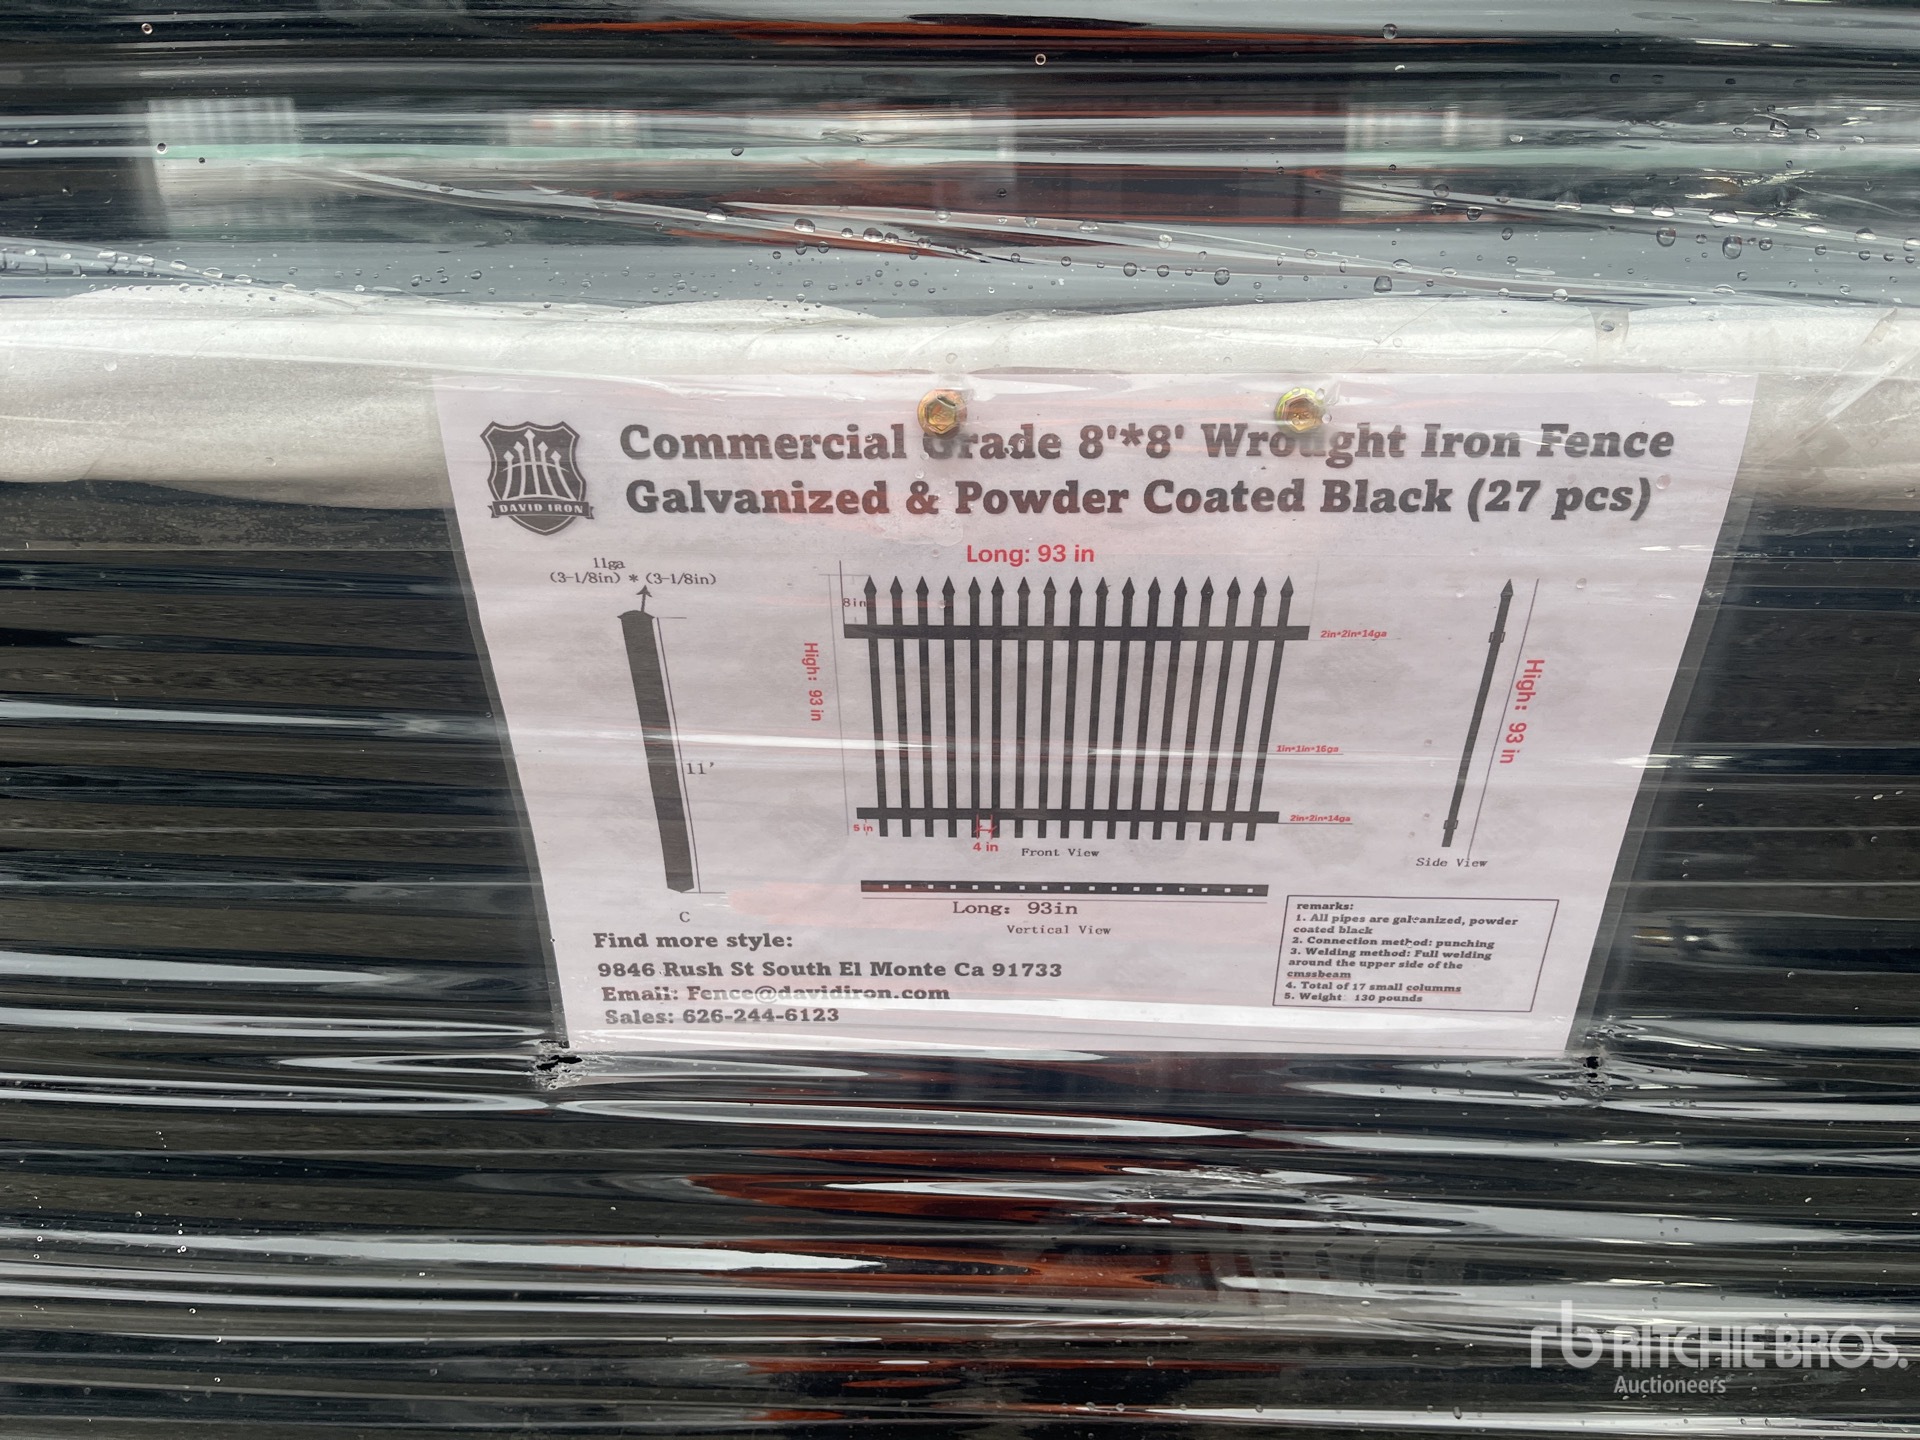 Commercial Grade 8'*8' Wrought Iron Fence
Galvanized & Powder Coated Black (27 pcs)
DAVID IRON
Long: 93 in
11ga
(3-1/8in) * (3-1/8in)
8in
2in*2in*14ga
High: 93 in
High: 93 in
1in*1in*16ga
11'
5 in
2in*2in*14ga
4 in
Front View
Side View
Long: 93in
Vertical View
C
remarks:
1. All pipes are galvanized, powder
coated black
2. Connection method: punching
3. Welding method: Full welding
around the upper side of the
cmssbeam
4. Total of 17 small columms
5. Weight: 130 pounds
Find more style:
9846 Rush St South El Monte Ca 91733
Email: Fence@davidiron.com
Sales: 626-244-6123
rb RITCHIE BROS.
Auctioneers